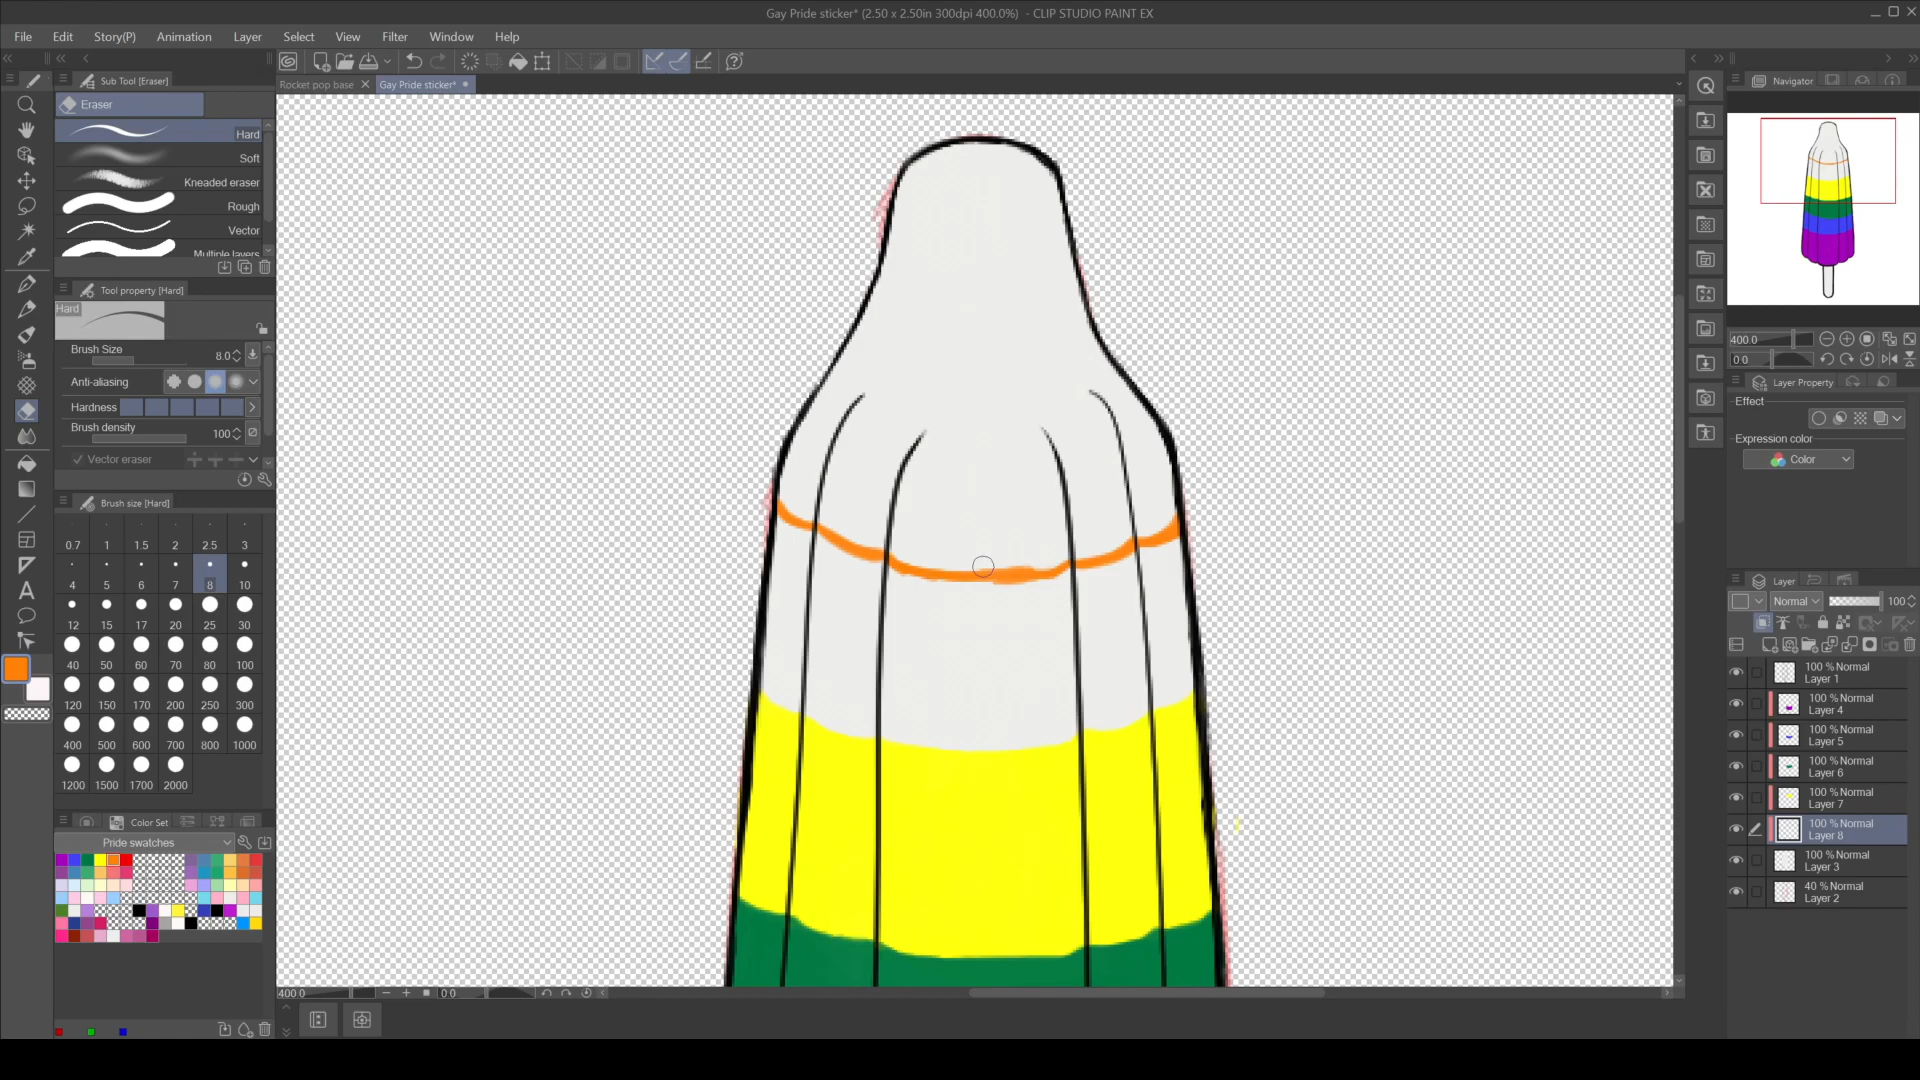 Gay Pride sticker* (2.50 x 2.50in 300dpi 400.0%) - CLIP STUDIO PAINT EX
File Edit Story(P) Animation Layer Select View Filter Window Help
Sub Tool [Eraser]
Eraser
Hard
Soft
Kneaded eraser
Rough
Vector
Multiple layers
Tool property [Hard]
Hard
Brush Size 8.0
Anti-aliasing
Hardness
Brush density 100
Vector eraser
Brush size [Hard]
0.7 1 1.5 2 2.5 3
4 5 6 7 8 10
12 15 17 20 25 30
40 50 60 70 80 100
120 150 170 200 250 300
400 500 600 700 800 1000
1200 1500 1700 2000
Color Set
Pride swatches
Rocket pop base Gay Pride sticker*
400.0 0 0
Navigator
400.0
0 0
Layer Property
Effect
Expression color
Color
Layer
Normal 100
100 % Normal
Layer 1
100 % Normal
Layer 4
100 % Normal
Layer 5
100 % Normal
Layer 6
100 % Normal
Layer 7
100 % Normal
Layer 8
100 % Normal
Layer 3
40 % Normal
Layer 2